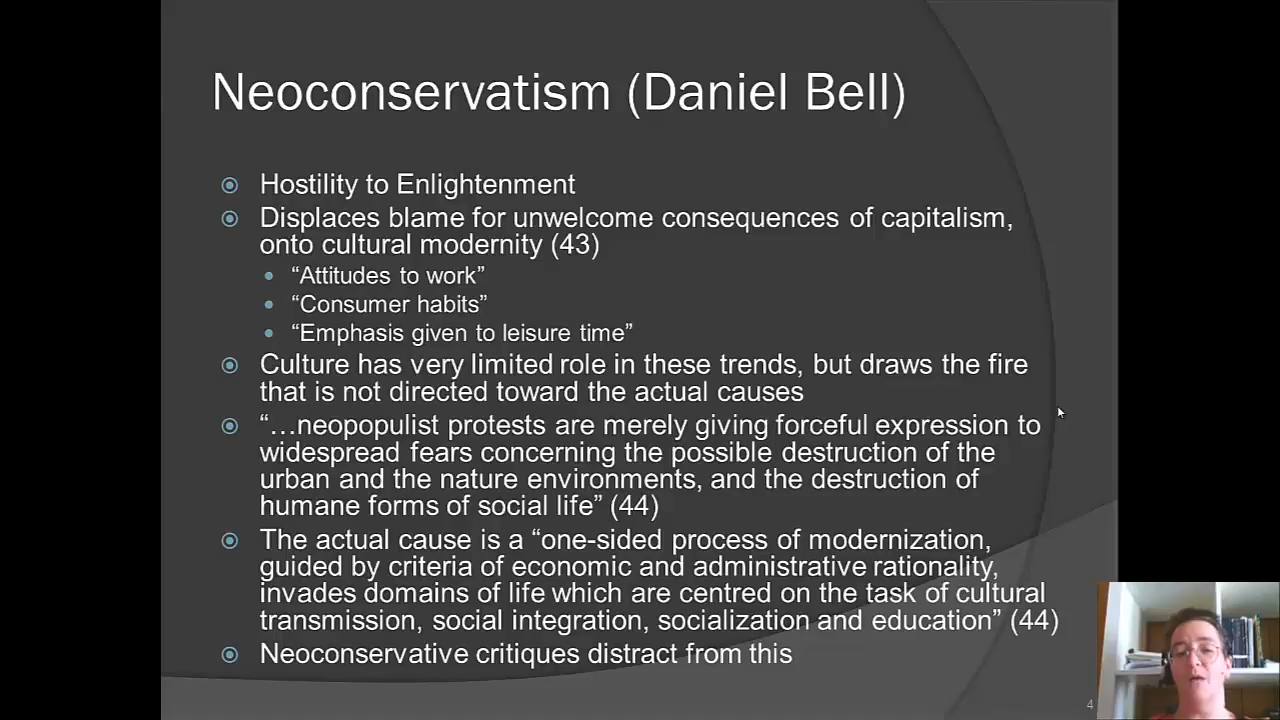 Neoconservatism (Daniel Bell)
Hostility to Enlightenment
Displaces blame for unwelcome consequences of capitalism,
onto cultural modernity (43)
“Attitudes to work”
“Consumer habits”
“Emphasis given to leisure time”
Culture has very limited role in these trends, but draws the fire
that is not directed toward the actual causes
“…neopopulist protests are merely giving forceful expression to
widespread fears concerning the possible destruction of the
urban and the nature environments, and the destruction of
humane forms of social life” (44)
The actual cause is a “one-sided process of modernization,
guided by criteria of economic and administrative rationality,
invades domains of life which are centred on the task of cultural
transmission, social integration, socialization and education” (44)
Neoconservative critiques distract from this
4